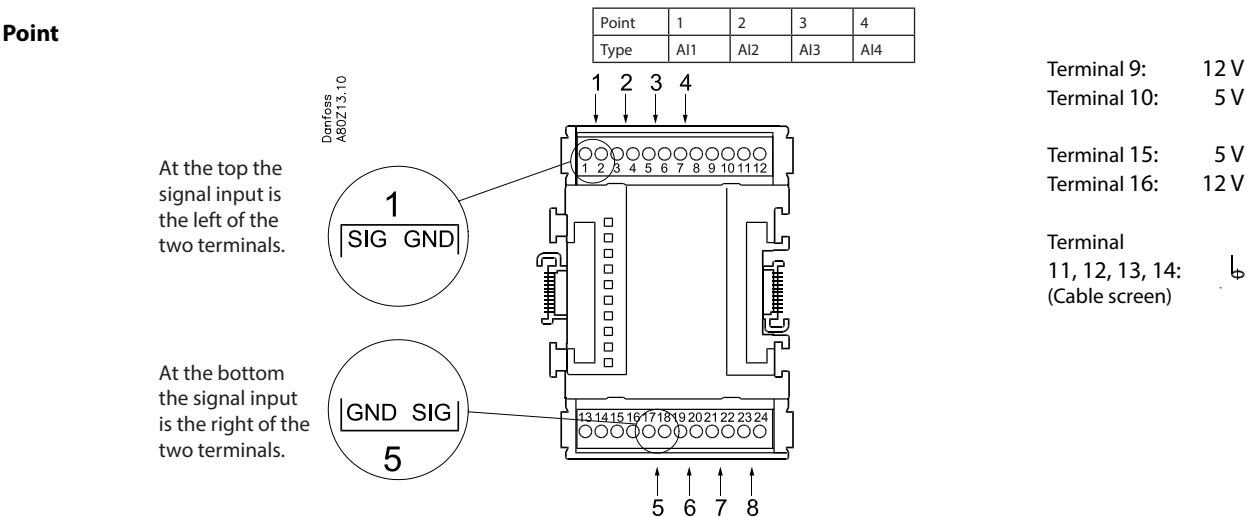 Point
Point 1 2 3 4
Type AI1 AI2 AI3 AI4
1 2 3 4
Danfoss
A80Z13.10
At the top the
signal input is
the left of the
two terminals.
1
SIG GND
1 2 3 4 5 6 7 8 9 10 11 12
Terminal 9: 12 V
Terminal 10: 5 V
Terminal 15: 5 V
Terminal 16: 12 V
Terminal
11, 12, 13, 14:
(Cable screen)
At the bottom
the signal input
is the right of the
two terminals.
GND SIG
5
13 14 15 16 17 18 19 20 21 22 23 24
5 6 7 8